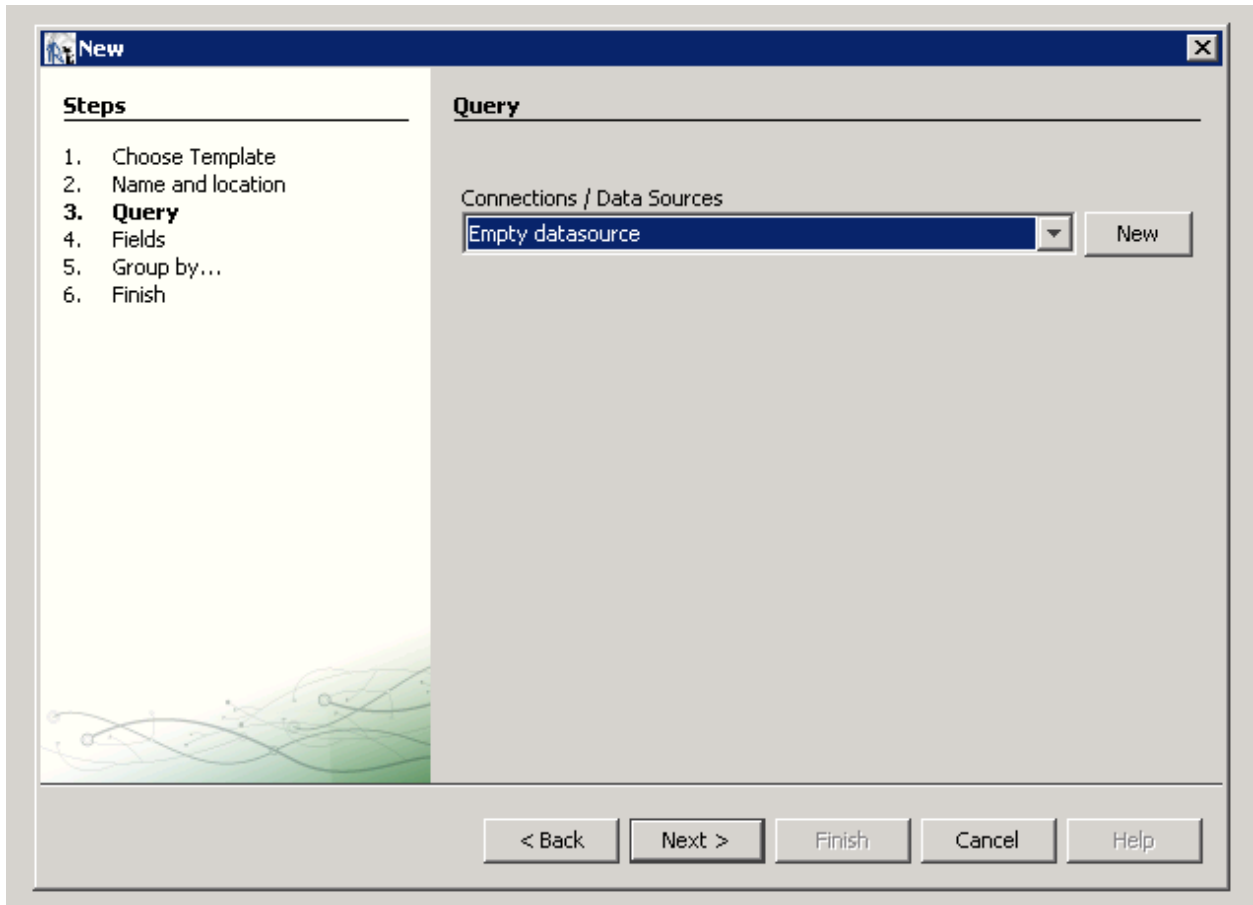 New
Steps
1. Choose Template
2. Name and location
3. Query
4. Fields
5. Group by...
6. Finish
Query
Connections / Data Sources
Empty datasource
New
< Back
Next >
Finish
Cancel
Help